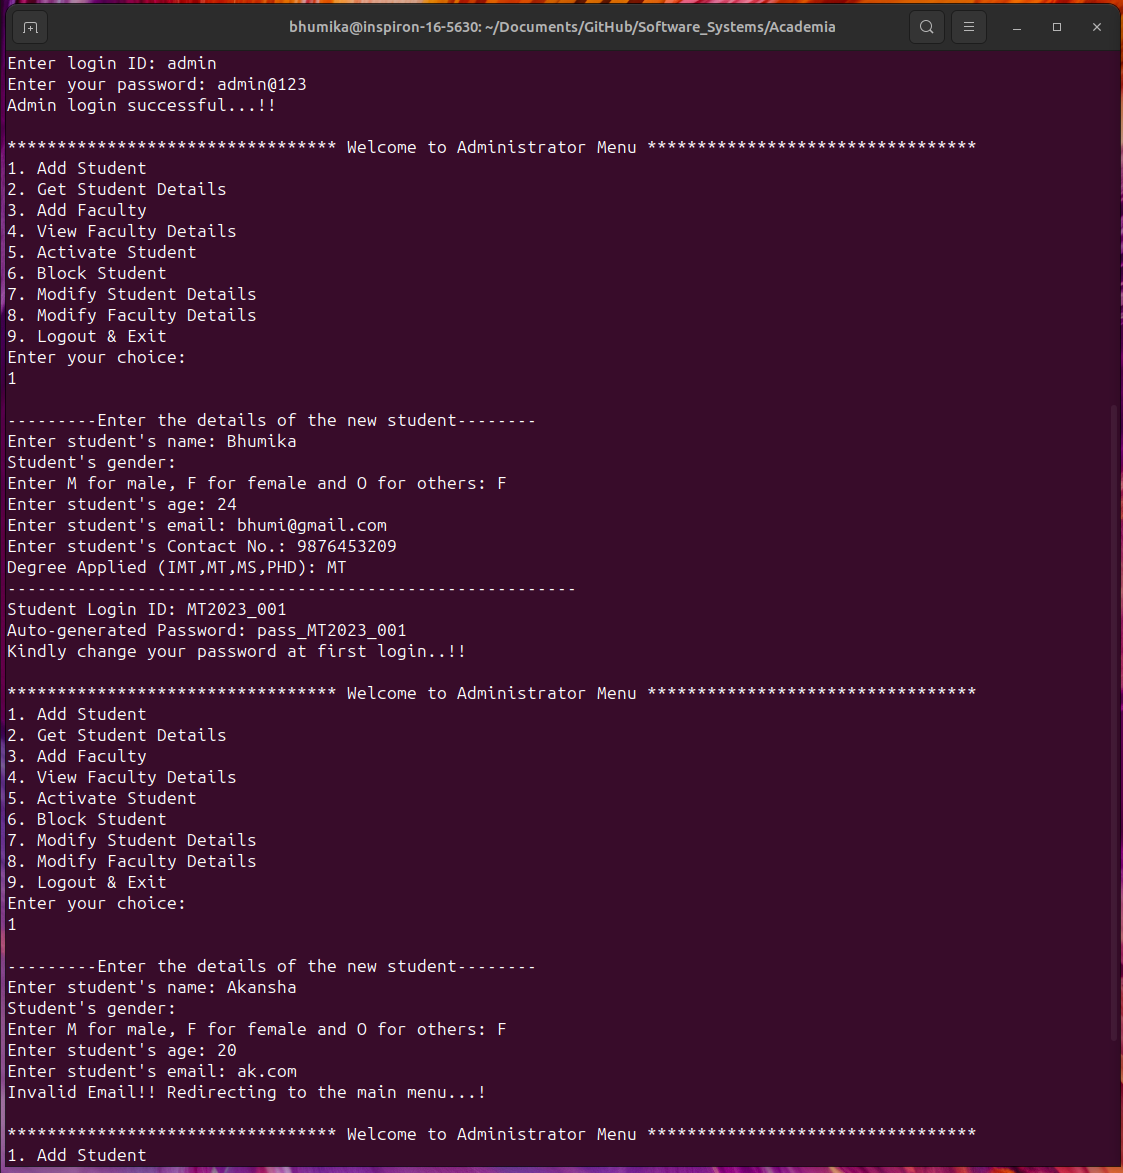 bhumika@inspiron-16-5630: ~/Documents/GitHub/Software_Systems/Academia
Enter login ID: admin
Enter your password: admin@123
Admin login successful...!!
********************************* Welcome to Administrator Menu *********************************
1. Add Student
2. Get Student Details
3. Add Faculty
4. View Faculty Details
5. Activate Student
6. Block Student
7. Modify Student Details
8. Modify Faculty Details
9. Logout & Exit
Enter your choice:
1
---------Enter the details of the new student--------
Enter student's name: Bhumika
Student's gender:
Enter M for male, F for female and O for others: F
Enter student's age: 24
Enter student's email: bhumi@gmail.com
Enter student's Contact No.: 9876453209
Degree Applied (IMT,MT,MS,PHD): MT
---------------------------------------------------------
Student Login ID: MT2023_001
Auto-generated Password: pass_MT2023_001
Kindly change your password at first login..!!
********************************* Welcome to Administrator Menu *********************************
1. Add Student
2. Get Student Details
3. Add Faculty
4. View Faculty Details
5. Activate Student
6. Block Student
7. Modify Student Details
8. Modify Faculty Details
9. Logout & Exit
Enter your choice:
1
---------Enter the details of the new student--------
Enter student's name: Akansha
Student's gender:
Enter M for male, F for female and O for others: F
Enter student's age: 20
Enter student's email: ak.com
Invalid Email!! Redirecting to the main menu...!
********************************* Welcome to Administrator Menu *********************************
1. Add Student